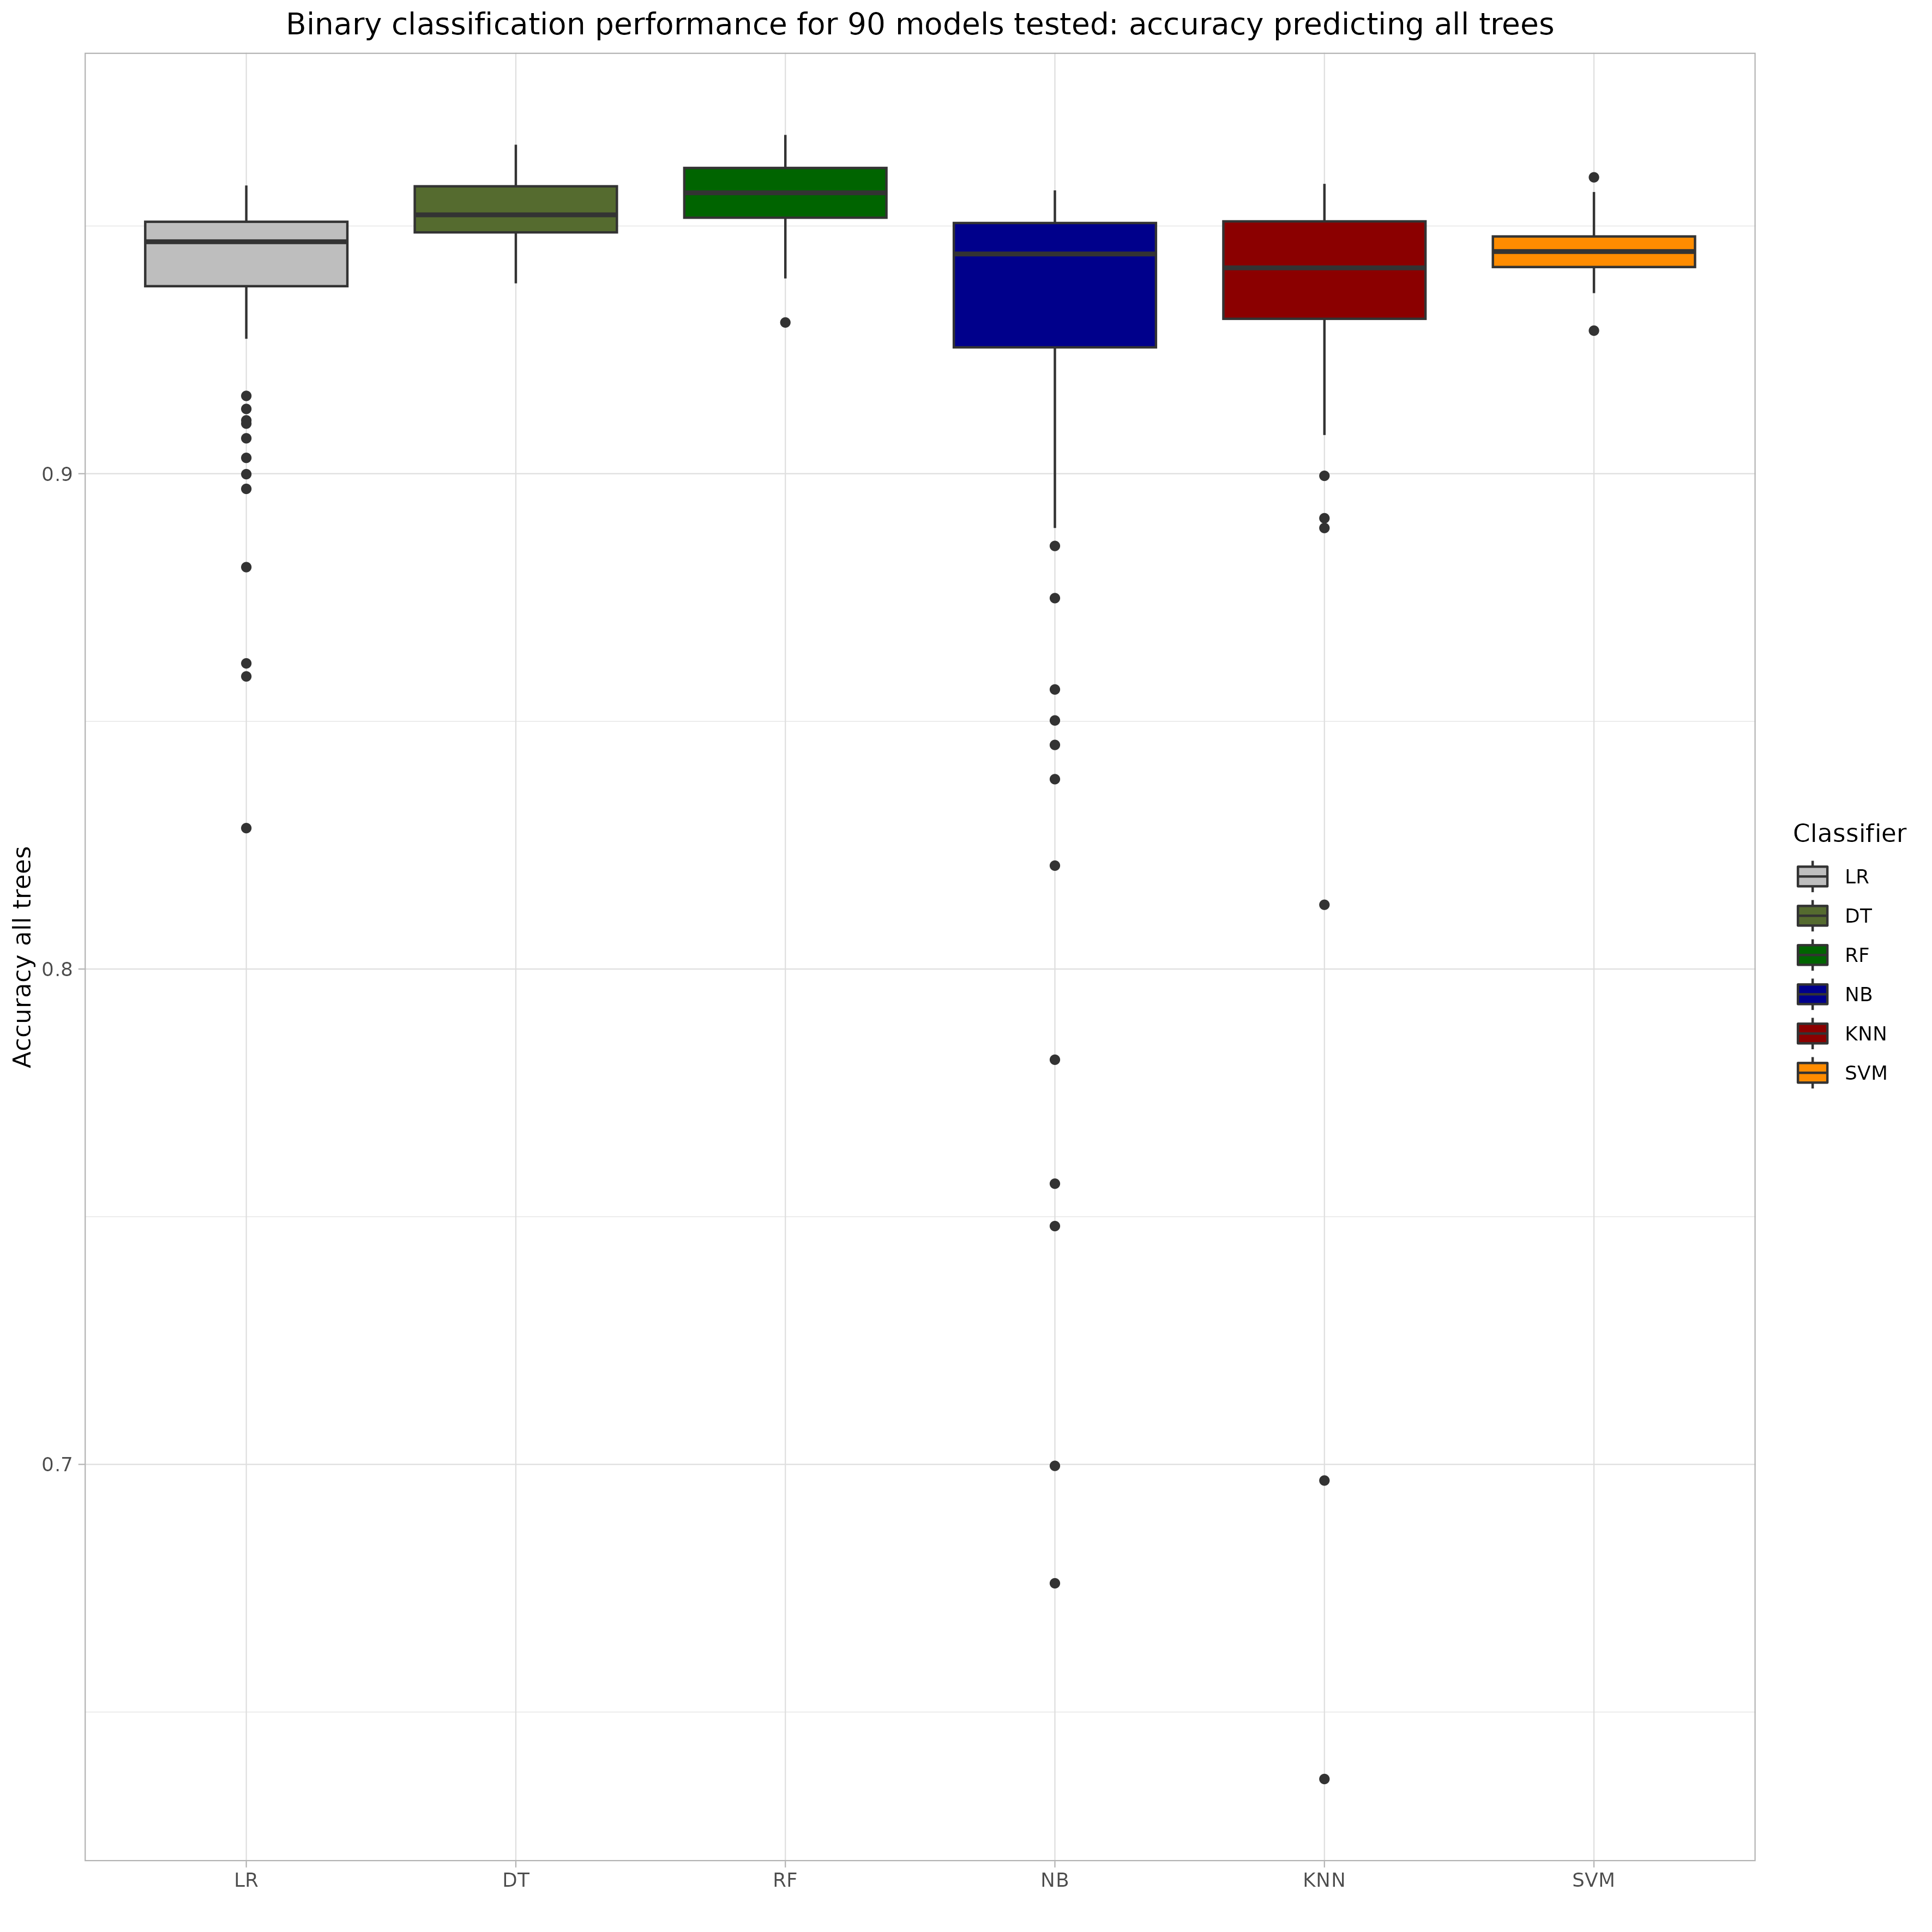 Binary classification performance for 90 models tested: accuracy predicting all trees
Accuracy all trees
0.9
0.8
0.7
LR DT RF NB KNN SVM
Classifier
LR
DT
RF
NB
KNN
SVM